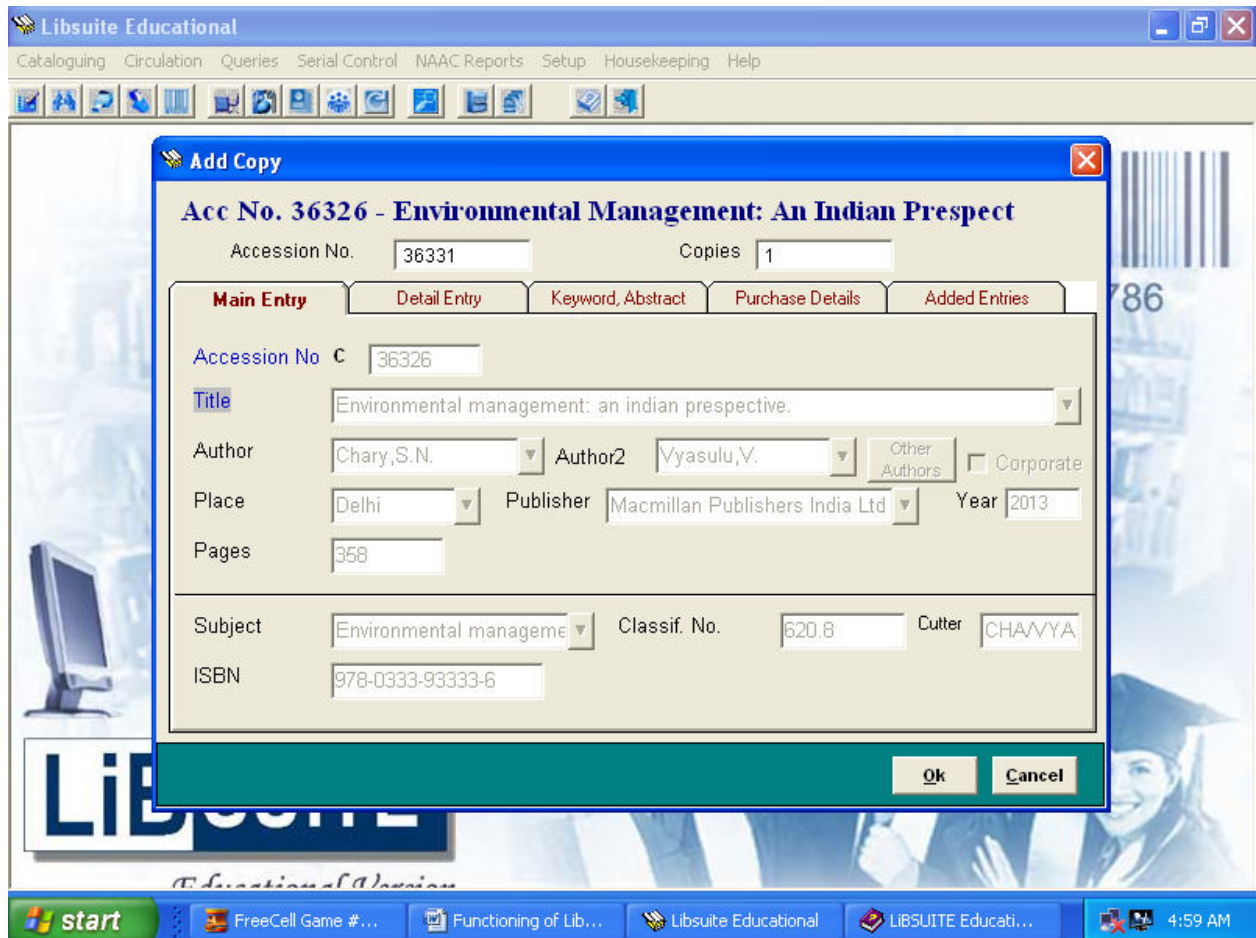 Libsuite Educational
Cataloguing Circulation Queries Serial Control NAAC Reports Setup Housekeeping Help
Add Copy
Acc No. 36326 - Environmental Management: An Indian Prespect
Accession No. 36331 Copies 1
Main Entry Detail Entry Keyword, Abstract Purchase Details Added Entries
786
Accession No C 36326
Title Environmental management: an indian prespective.
Author Chary,S.N. Author2 Vyasulu,V. Other Authors Corporate
Place Delhi Publisher Macmillan Publishers India Ltd Year 2013
Pages 358
Subject Environmental manageme Classif. No. 620.8 Cutter CHA/VYA
ISBN 978-0333-93333-6
Ok Cancel
LiBSUITE
Educational Version
start FreeCell Game #... Functioning of Lib... Libsuite Educational LiBSUITE Educati... 4:59 AM